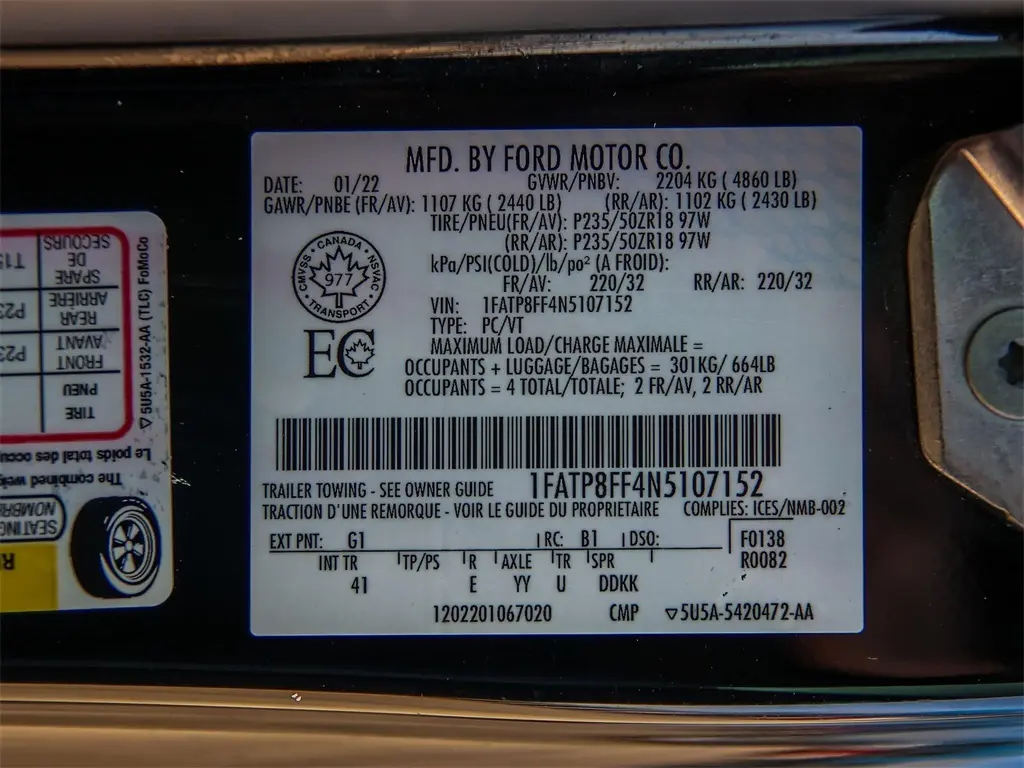 MFD. BY FORD MOTOR CO.
DATE: 01/22 GVWR/PNBV: 2204 KG ( 4860 LB)
GAWR/PNBE (FR/AV): 1107 KG ( 2440 LB) (RR/AR): 1102 KG ( 2430 LB)
TIRE/PNEU(FR/AV): P235/50ZR18 97W
(RR/AR): P235/50ZR18 97W
kPa/PSI(COLD)/lb/po² (A FROID):
FR/AV: 220/32 RR/AR: 220/32
VIN: 1FATP8FF4N5107152
TYPE: PC/VT
MAXIMUM LOAD/CHARGE MAXIMALE =
OCCUPANTS + LUGGAGE/BAGAGES = 301KG/ 664LB
OCCUPANTS = 4 TOTAL/TOTALE; 2 FR/AV, 2 RR/AR
CANADA
CMVSS 977 NSVAC
TRANSPORT
EC
1FATP8FF4N5107152
TRAILER TOWING - SEE OWNER GUIDE
TRACTION D'UNE REMORQUE - VOIR LE GUIDE DU PROPRIETAIRE COMPLIES: ICES/NMB-002
EXT PNT: G1 RC: B1 DSO: F0138
R0082
INT TR TP/PS R AXLE TR SPR
41 E YY U DDKK
1202201067020 CMP ▽5U5A-5420472-AA
TIRE
PNEU
FRONT
AVANT
P23
REAR
ARRIÈRE
P23
SPARE
DE
SECOURS
T15
▽5U5A-1532-AA (TLC) FoMoCo
The combined
Le poids total des
SEATING